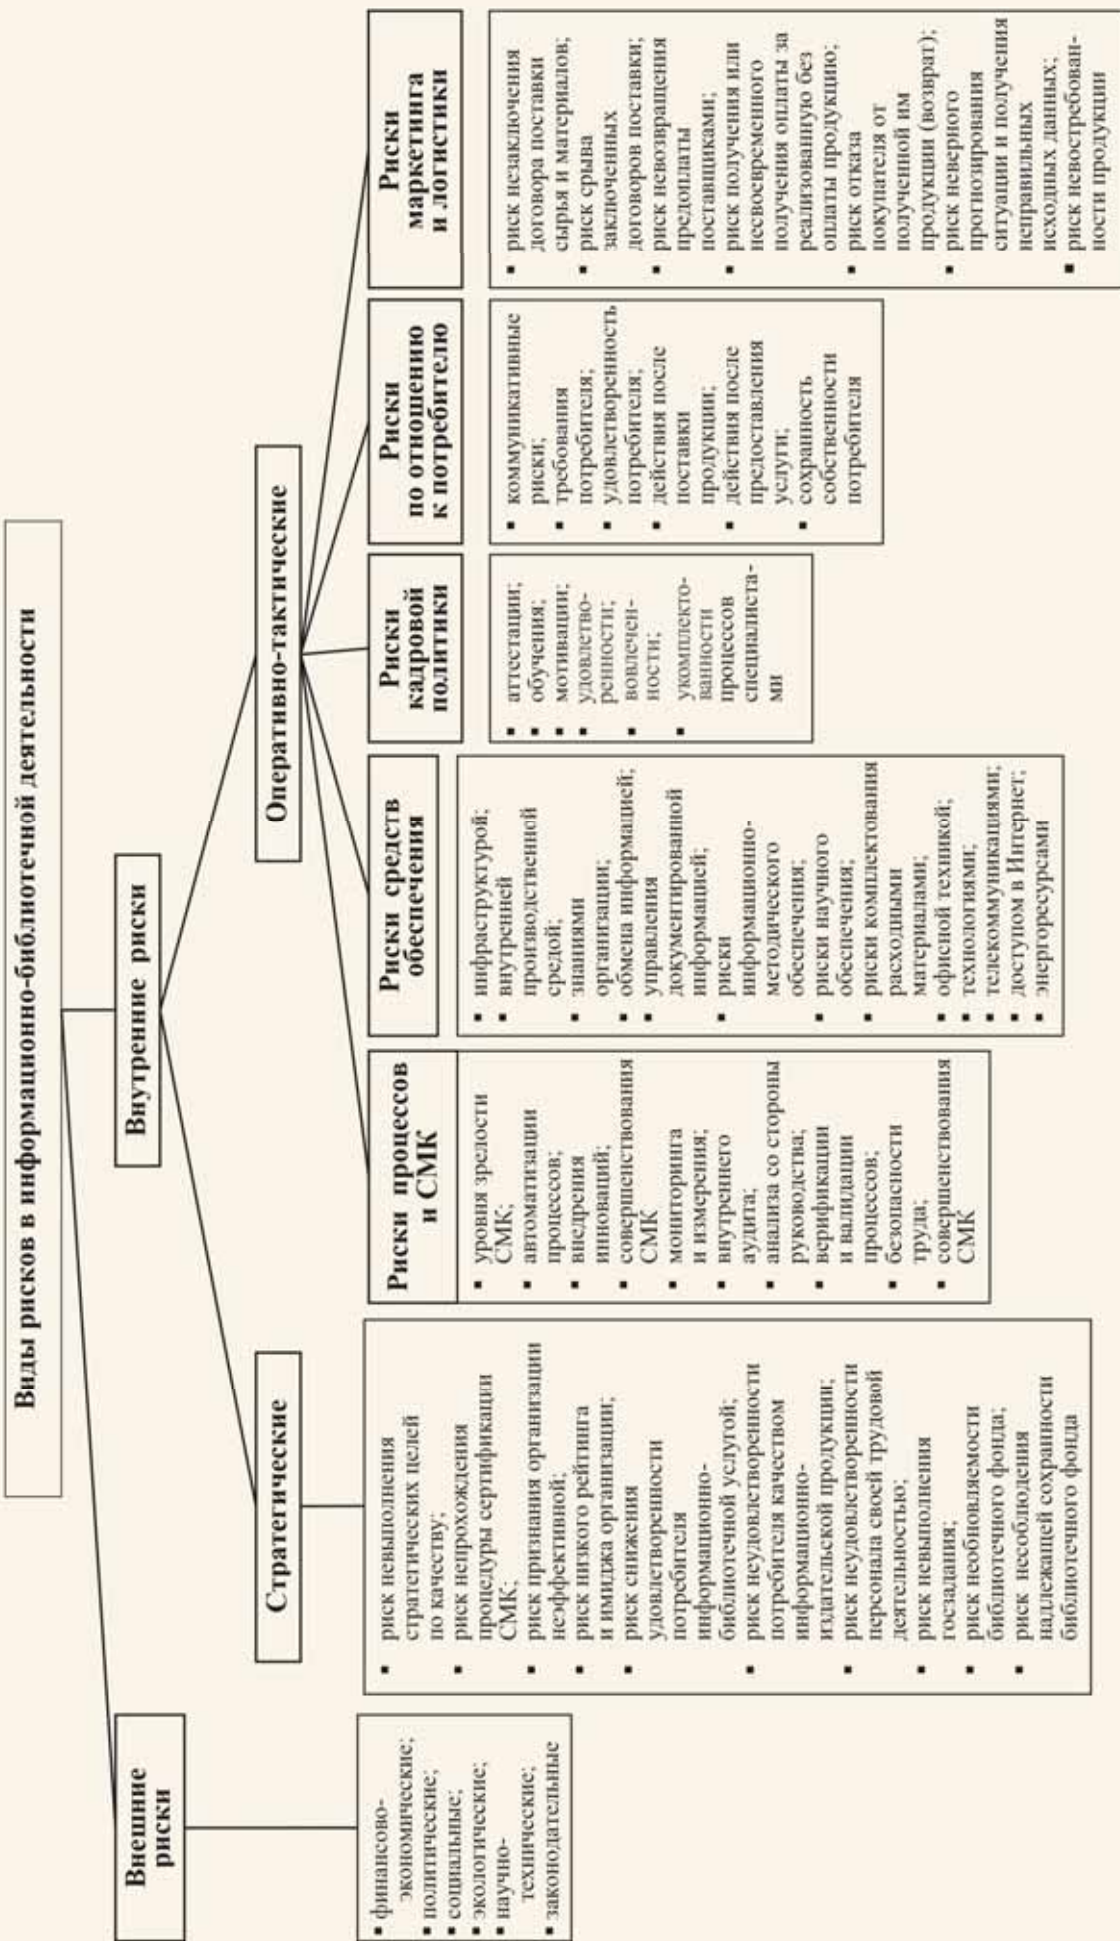 Виды рисков в информационно-библиотечной деятельности
Внешние
риски
▪ финансово-
экономические;
▪ политические;
▪ социальные;
▪ экологические;
▪ научно-
технические;
▪ законодательные
Внутренние риски
Стратегические
▪ риск невыполнения
стратегических целей
по качеству;
▪ риск непрохождения
процедуры сертификации
СМК;
▪ риск признания организации
неэффективной;
▪ риск низкого рейтинга
и имиджа организации;
▪ риск снижения
удовлетворенности
потребителя
информационно-
библиотечной услугой;
▪ риск неудовлетворенности
потребителя качеством
информационно-
издательской продукции;
▪ риск неудовлетворенности
персонала своей трудовой
деятельностью;
▪ риск невыполнения
госзадания;
▪ риск необновляемости
библиотечного фонда;
▪ риск несоблюдения
надлежащей сохранности
библиотечного фонда
Оперативно-тактические
Риски процессов
и СМК
▪ уровня зрелости
СМК;
▪ автоматизации
процессов;
▪ внедрения
инноваций;
▪ совершенствования
СМК
▪ мониторинга
и измерения;
▪ внутреннего
аудита;
▪ анализа со стороны
руководства;
▪ верификации
и валидации
процессов;
▪ безопасности
труда;
▪ совершенствования
СМК
Риски средств
обеспечения
▪ инфраструктурой;
▪ внутренней
производственной
средой;
▪ знаниями
организации;
▪ обмена информацией;
▪ управления
документированной
информацией;
▪ риски
информационно-
методического
обеспечения;
▪ риски научного
обеспечения;
▪ риски комплектования
расходными
материалами;
▪ офисной техникой;
▪ технологиями;
▪ телекоммуникациями;
▪ доступом в Интернет;
▪ энергоресурсами
Риски
кадровой
политики
▪ аттестации;
▪ обучения;
▪ мотивации;
▪ удовлетво-
ренности;
▪ вовлечен-
ности;
▪ укомплекто-
ванности
процессов
специалиста-
ми
Риски
по отношению
к потребителю
▪ коммуникативные
риски;
▪ требования
потребителя;
▪ удовлетворенность
потребителя;
▪ действия после
поставки
продукции;
▪ действия после
предоставления
услуги;
▪ сохранность
собственности
потребителя
Риски
маркетинга
и логистики
▪ риск незаключения
договора поставки
сырья и материалов;
▪ риск срыва
заключенных
договоров поставки;
▪ риск невозвращения
предоплаты
поставщиками;
▪ риск получения или
несвоевременного
получения оплаты за
реализованную без
оплаты продукцию;
▪ риск отказа
покупателя от
полученной им
продукции (возврат);
▪ риск неверного
прогнозирования
ситуации и получения
неправильных
исходных данных;
▪ риск невостребован-
ности продукции